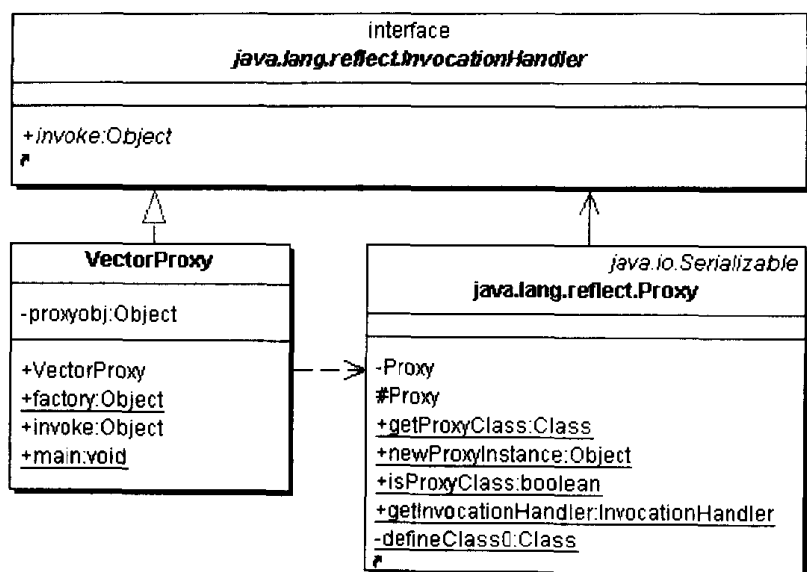 interface
java.lang.reflect.InvocationHandler
+invoke:Object
VectorProxy
-proxyobj:Object
+VectorProxy
+factory:Object
+invoke:Object
+main:void
java.io.Serializable
java.lang.reflect.Proxy
-Proxy
#Proxy
+getProxyClass:Class
+newProxyInstance:Object
+isProxyClass:boolean
+getInvocationHandler:InvocationHandler
-defineClass0:Class